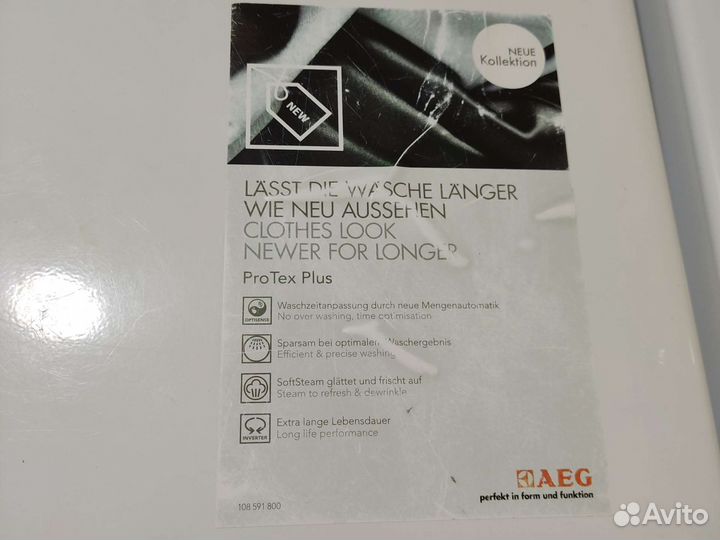 NEUE
Kollektion
NEW
LÄSST DIE WÄSCHE LÄNGER
WIE NEU AUSSEHEN
CLOTHES LOOK
NEWER FOR LONGER
ProTex Plus
OPTISENSE
Waschzeitanpassung durch neue Mengenautomatik
No over washing, time optimisation
Sparsam bei optimalem Waschergebnis
Efficient & precise washing
SoftSteam glättet und frischt auf
Steam to refresh & dewrinkle
INVERTER
Extra lange Lebensdauer
Long life performance
AEG
perfekt in form und funktion
108 591 800
Avito